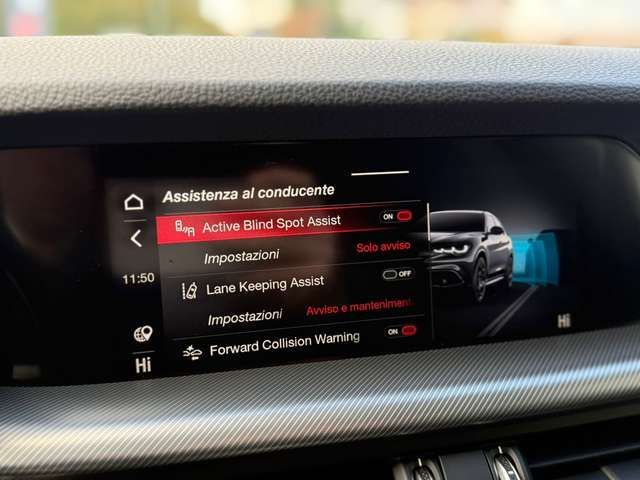 Assistenza al conducente
Active Blind Spot Assist ON
Impostazioni Solo avviso
11:50
Lane Keeping Assist OFF
Impostazioni Avviso e manteniment
Forward Collision Warning ON
Hi
Hi